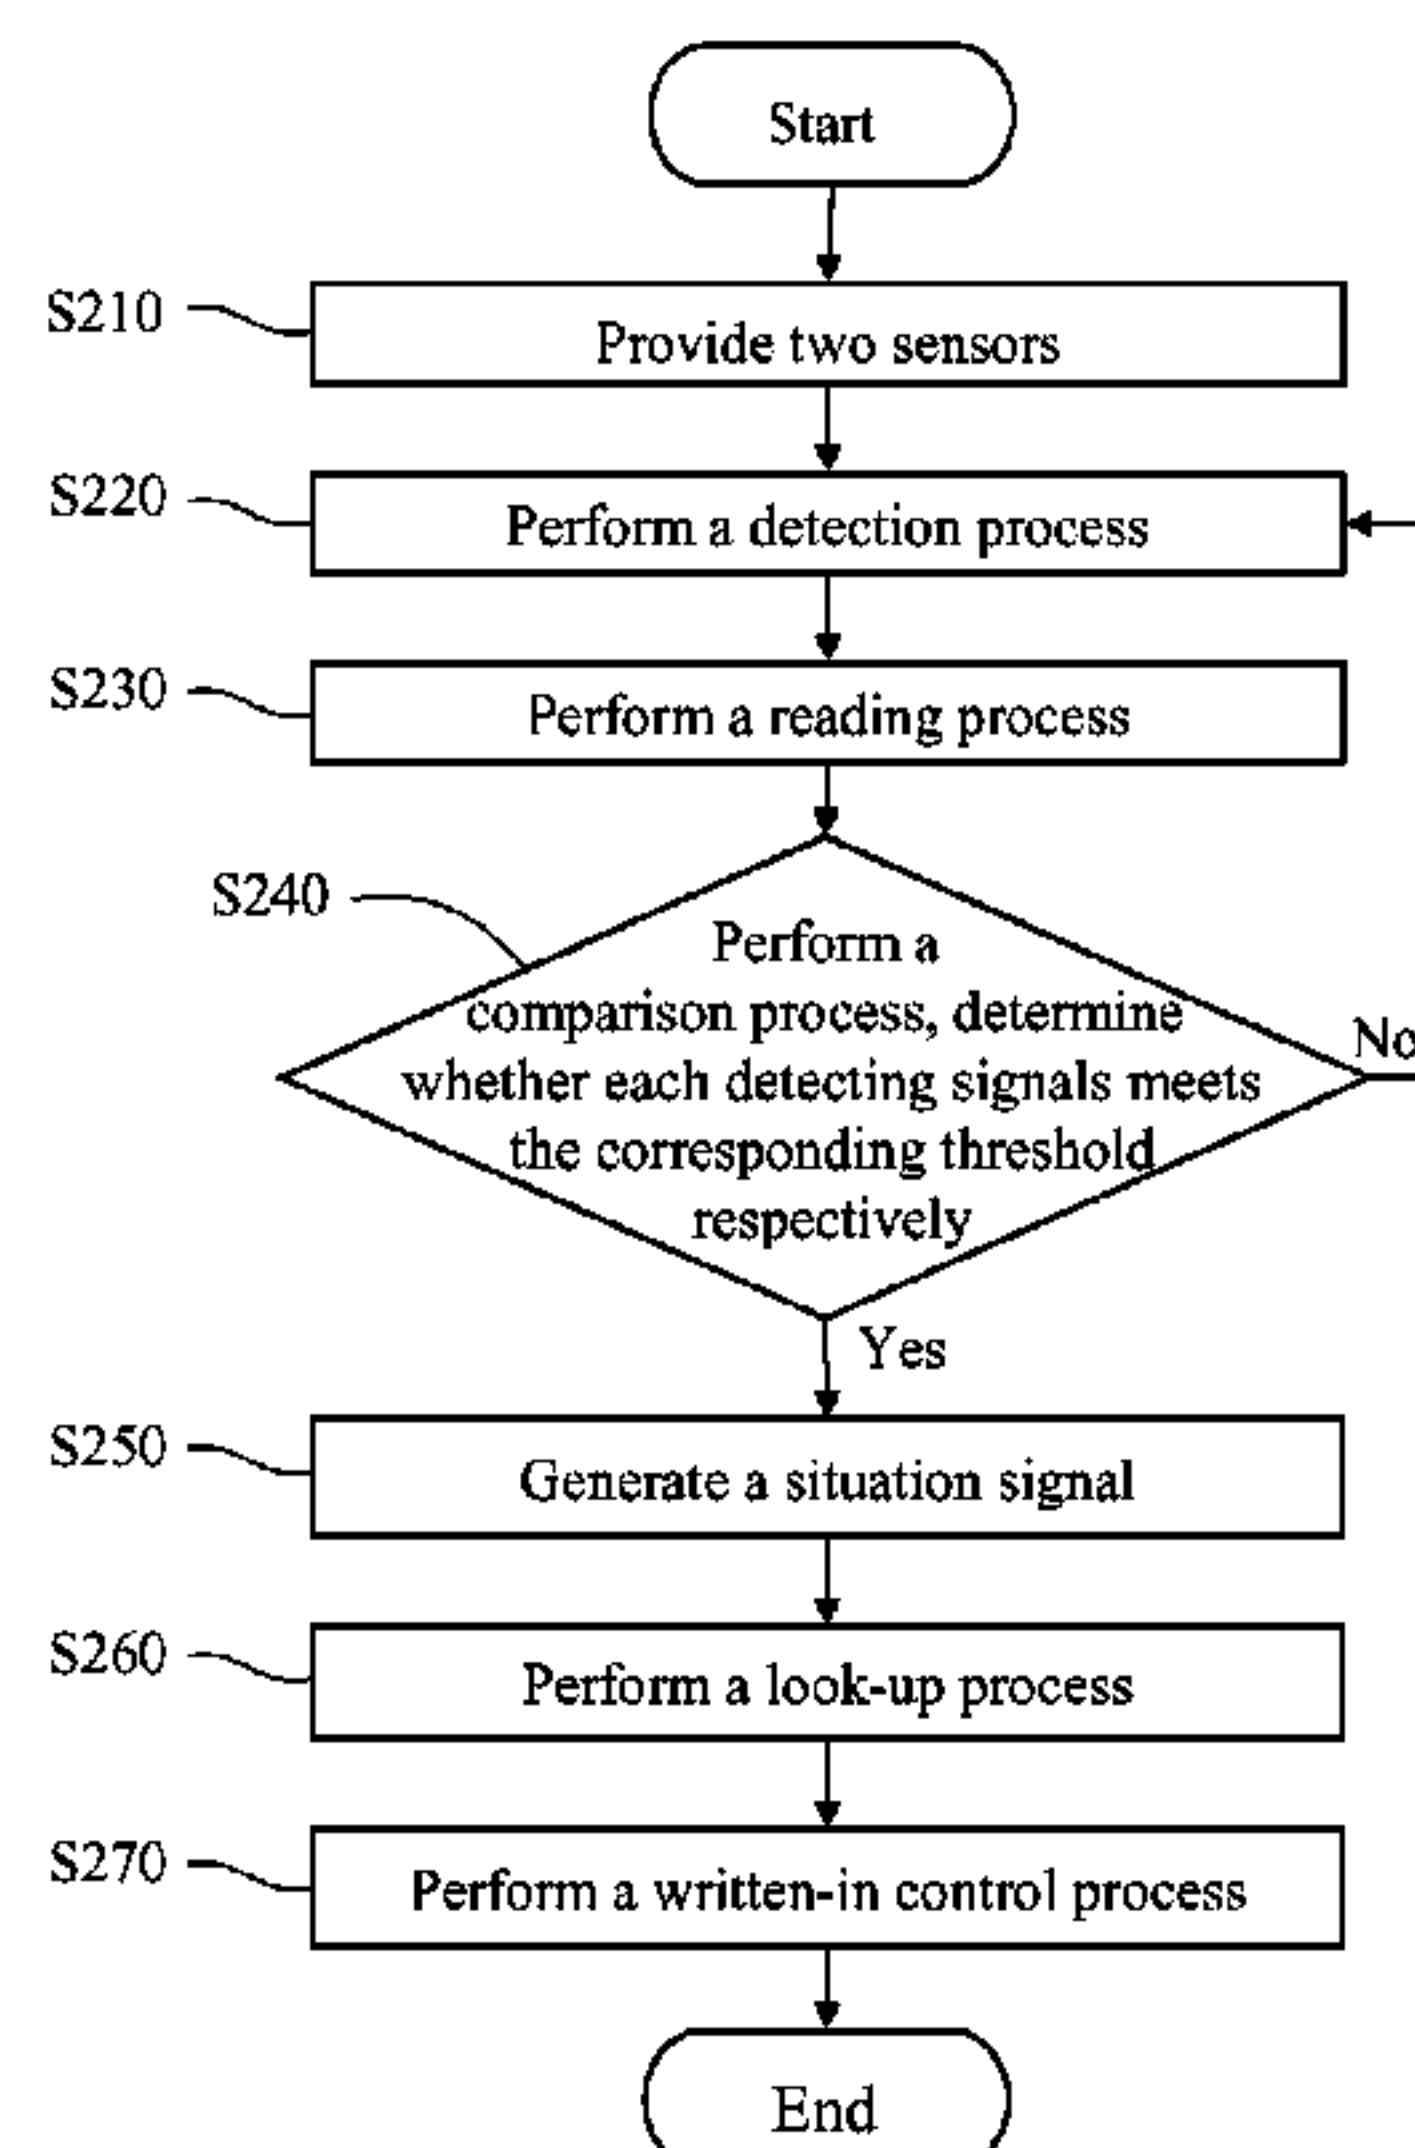 Start
S210
Provide two sensors
S220
Perform a detection process
S230
Perform a reading process
S240
Perform a
comparison process, determine
whether each detecting signals meets
the corresponding threshold
respectively
No
Yes
S250
Generate a situation signal
S260
Perform a look-up process
S270
Perform a written-in control process
End